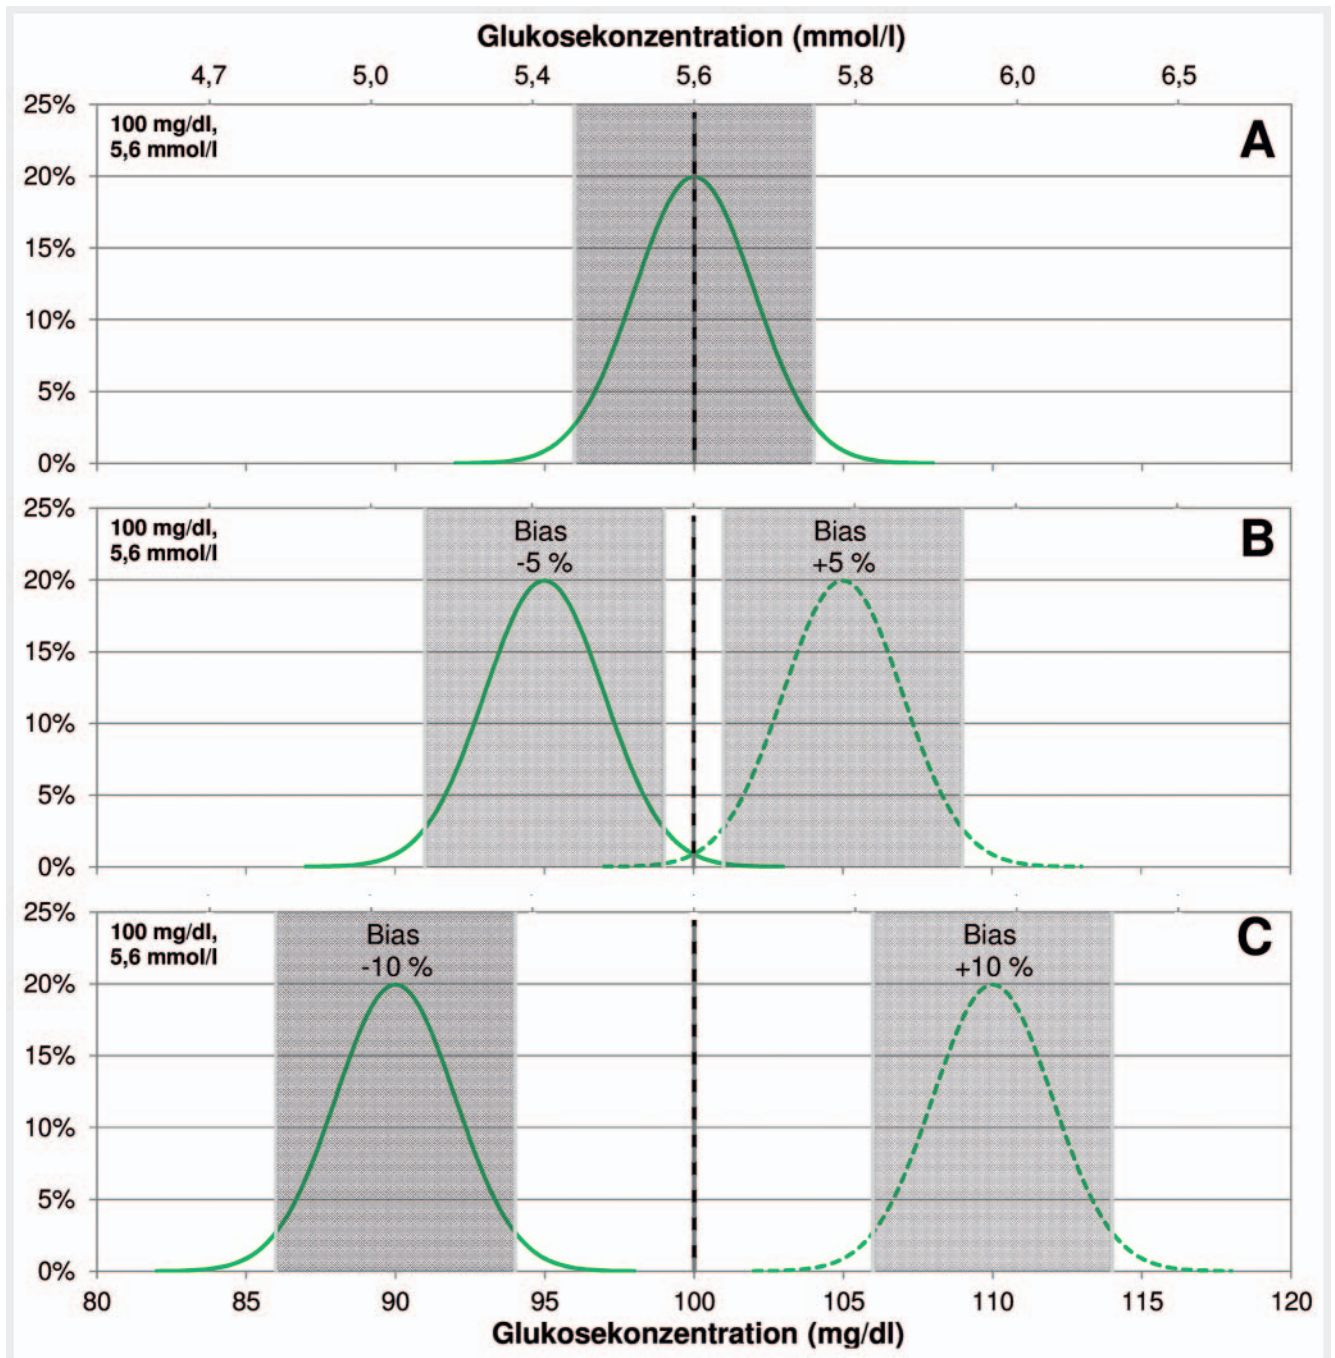 Glukosekonzentration (mmol/l)
4,7 5,0 5,4 5,6 5,8 6,0 6,5
25%
100 mg/dl,
5,6 mmol/l
A
20%
15%
10%
5%
0%
25%
100 mg/dl,
5,6 mmol/l
Bias
-5 %
Bias
+5 %
B
20%
15%
10%
5%
0%
25%
100 mg/dl,
5,6 mmol/l
Bias
-10 %
Bias
+10 %
C
20%
15%
10%
5%
0%
80 85 90 95 100 105 110 115 120
Glukosekonzentration (mg/dl)